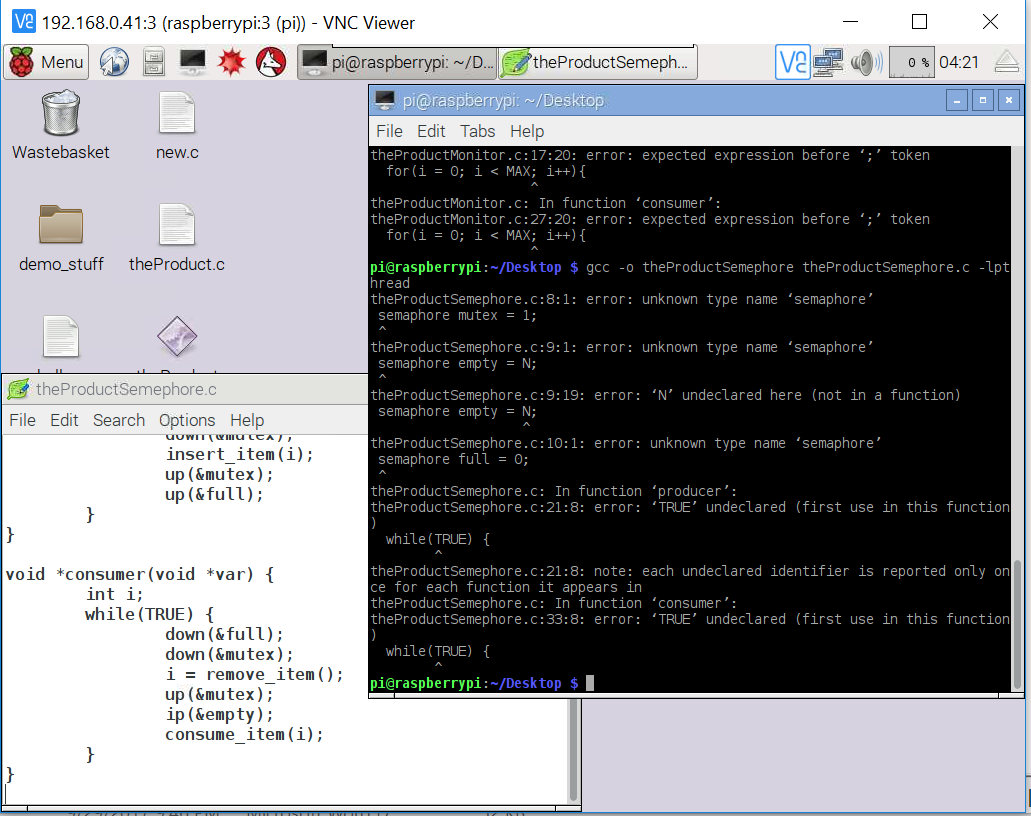 192.168.0.41:3 (raspberrypi:3 (pi)) - VNC Viewer
Menu
pi@raspberrypi: ~/D...
theProductSemeph...
0 %
04:21
Wastebasket
new.c
demo_stuff
theProduct.c
pi@raspberrypi: ~/Desktop
File Edit Tabs Help
theProductMonitor.c:17:20: error: expected expression before ‘;’ token
for(i = 0; i < MAX; i++){
^
theProductMonitor.c: In function ‘consumer’:
theProductMonitor.c:27:20: error: expected expression before ‘;’ token
for(i = 0; i < MAX; i++){
^
pi@raspberrypi:~/Desktop $ gcc -o theProductSemephore theProductSemephore.c -lpt
hread
theProductSemephore.c:8:1: error: unknown type name ‘semaphore’
semaphore mutex = 1;
^
theProductSemephore.c:9:1: error: unknown type name ‘semaphore’
semaphore empty = N;
^
theProductSemephore.c:9:19: error: ‘N’ undeclared here (not in a function)
semaphore empty = N;
^
theProductSemephore.c:10:1: error: unknown type name ‘semaphore’
semaphore full = 0;
^
theProductSemephore.c: In function ‘producer’:
theProductSemephore.c:21:8: error: ‘TRUE’ undeclared (first use in this function
)
while(TRUE) {
^
theProductSemephore.c:21:8: note: each undeclared identifier is reported only on
ce for each function it appears in
theProductSemephore.c: In function ‘consumer’:
theProductSemephore.c:33:8: error: ‘TRUE’ undeclared (first use in this function
)
while(TRUE) {
^
pi@raspberrypi:~/Desktop $
theProductSemephore.c
File Edit Search Options Help
down(&mutex);
insert_item(i);
up(&mutex);
up(&full);
}
}
void *consumer(void *var) {
int i;
while(TRUE) {
down(&full);
down(&mutex);
i = remove_item();
up(&mutex);
ip(&empty);
consume_item(i);
}
}